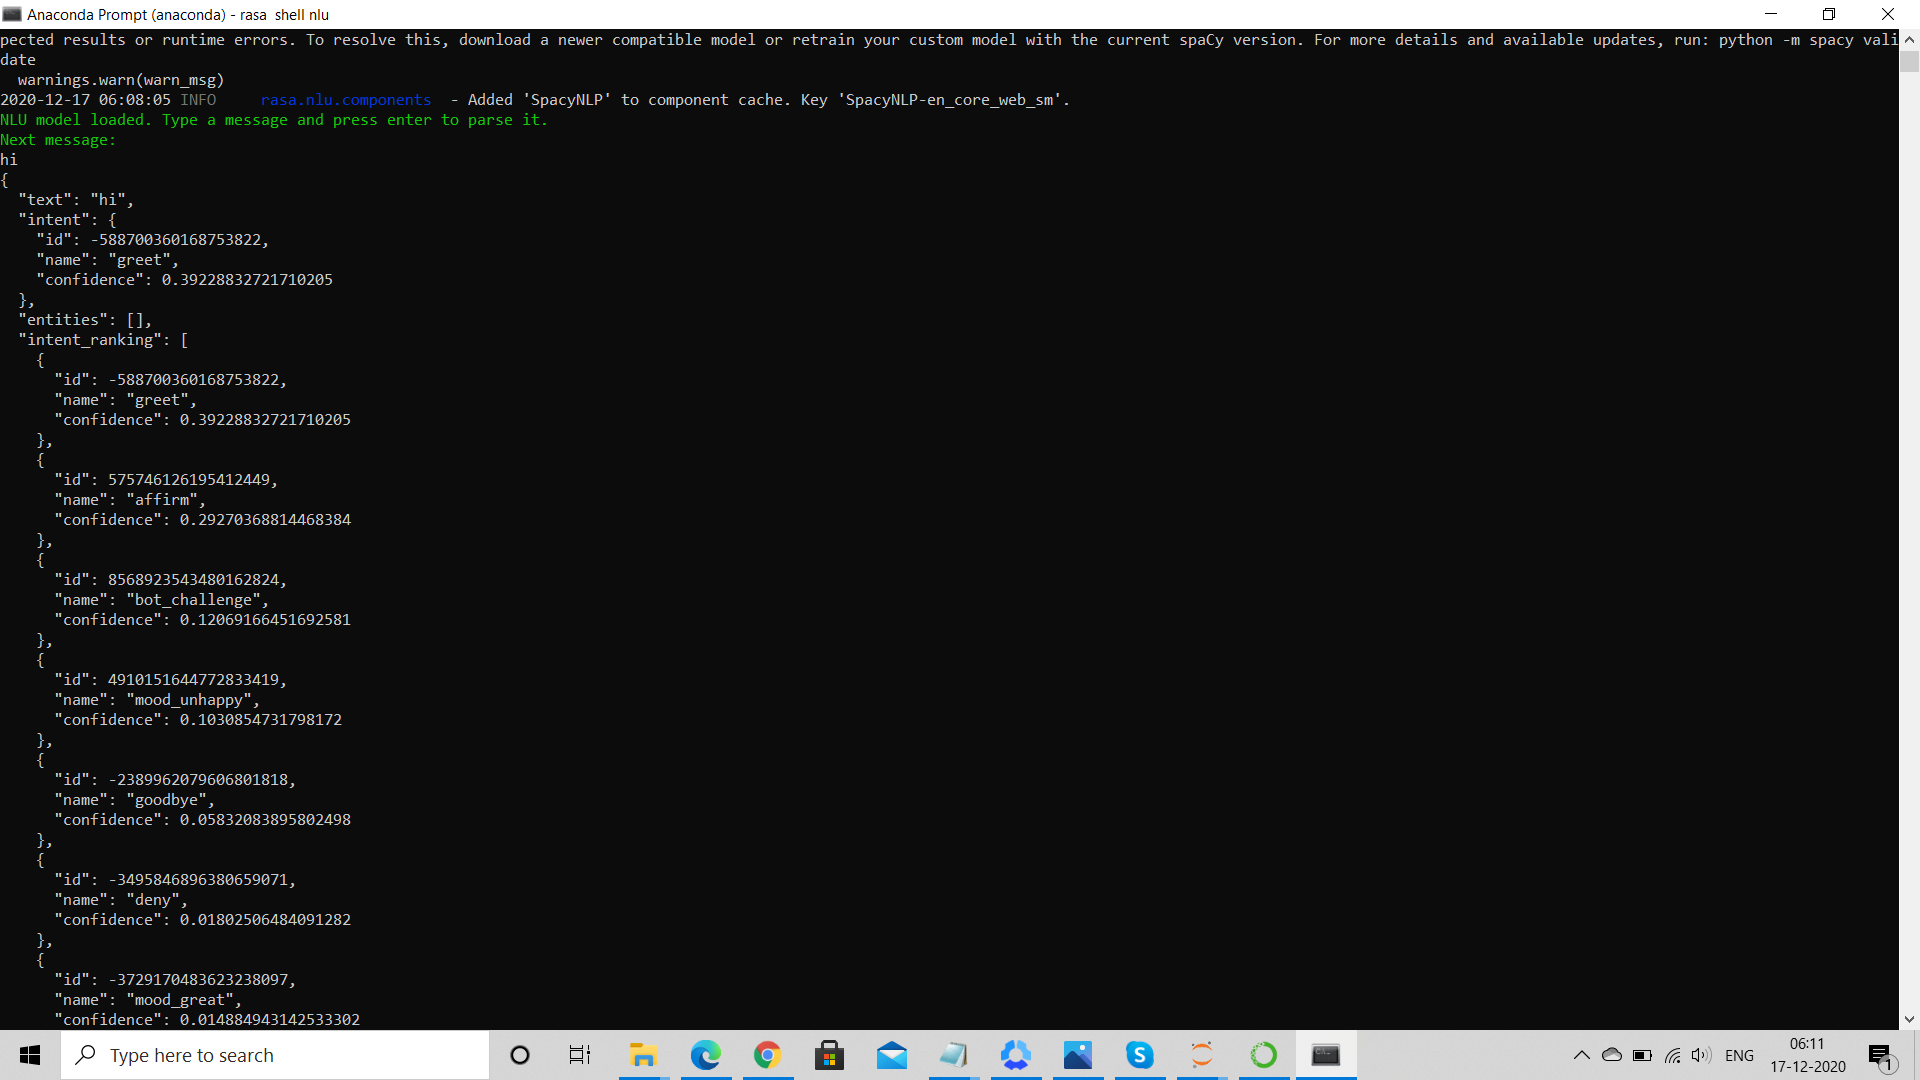 Anaconda Prompt (anaconda) - rasa  shell nlu
pected results or runtime errors. To resolve this, download a newer compatible model or retrain your custom model with the current spaCy version. For more details and available updates, run: python -m spacy vali
date
  warnings.warn(warn_msg)
2020-12-17 06:08:05 INFO     rasa.nlu.components  - Added 'SpacyNLP' to component cache. Key 'SpacyNLP-en_core_web_sm'.
NLU model loaded. Type a message and press enter to parse it.
Next message:
hi
{
  "text": "hi",
  "intent": {
    "id": -588700360168753822,
    "name": "greet",
    "confidence": 0.39228832721710205
  },
  "entities": [],
  "intent_ranking": [
    {
      "id": -588700360168753822,
      "name": "greet",
      "confidence": 0.39228832721710205
    },
    {
      "id": 575746126195412449,
      "name": "affirm",
      "confidence": 0.29270368814468384
    },
    {
      "id": 8568923543480162824,
      "name": "bot_challenge",
      "confidence": 0.12069166451692581
    },
    {
      "id": 4910151644772833419,
      "name": "mood_unhappy",
      "confidence": 0.1030854731798172
    },
    {
      "id": -2389962079606801818,
      "name": "goodbye",
      "confidence": 0.05832083895802498
    },
    {
      "id": -3495846896380659071,
      "name": "deny",
      "confidence": 0.01802506484091282
    },
    {
      "id": -3729170483623238097,
      "name": "mood_great",
      "confidence": 0.014884943142533302
Type here to search
ENG
06:11
17-12-2020
1